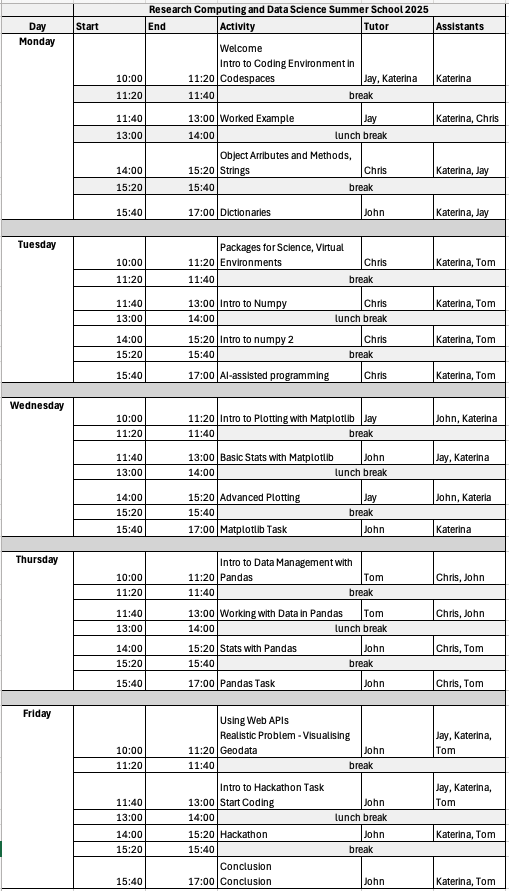 Research Computing and Data Science Summer School 2025
Day Start End Activity Tutor Assistants
Monday
Welcome
Intro to Coding Environment in
10:00 11:20 Codespaces Jay, Katerina Katerina
11:20 11:40 break
11:40 13:00 Worked Example Jay Katerina, Chris
13:00 14:00 lunch break
Object Arributes and Methods,
14:00 15:20 Strings Chris Katerina, Jay
15:20 15:40 break
15:40 17:00 Dictionaries John Katerina, Jay
Tuesday
Packages for Science, Virtual
10:00 11:20 Environments Chris Katerina, Tom
11:20 11:40 break
11:40 13:00 Intro to Numpy Chris Katerina, Tom
13:00 14:00 lunch break
14:00 15:20 Intro to numpy 2 Chris Katerina, Tom
15:20 15:40 break
15:40 17:00 AI-assisted programming Chris Katerina, Tom
Wednesday
10:00 11:20 Intro to Plotting with Matplotlib Jay John, Katerina
11:20 11:40 break
11:40 13:00 Basic Stats with Matplotlib John Jay, Katerina
13:00 14:00 lunch break
14:00 15:20 Advanced Plotting Jay John, Kateria
15:20 15:40 break
15:40 17:00 Matplotlib Task John Katerina
Thursday
Intro to Data Management with
10:00 11:20 Pandas Tom Chris, John
11:20 11:40 break
11:40 13:00 Working with Data in Pandas Tom Chris, John
13:00 14:00 lunch break
14:00 15:20 Stats with Pandas John Chris, Tom
15:20 15:40 break
15:40 17:00 Pandas Task John Chris, Tom
Friday
Using Web APIs
Realistic Problem - Visualising Jay, Katerina,
10:00 11:20 Geodata John Tom
11:20 11:40 break
Intro to Hackathon Task Jay, Katerina,
11:40 13:00 Start Coding John Tom
13:00 14:00 lunch break
14:00 15:20 Hackathon John Katerina, Tom
15:20 15:40 break
Conclusion
15:40 17:00 Conclusion John Katerina, Tom